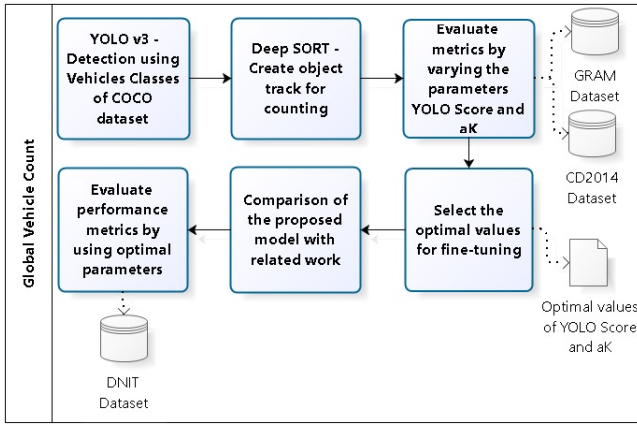 Global Vehicle Count
YOLO v3 -
Detection using
Vehicles Classes
of COCO
dataset
Deep SORT -
Create object
track for
counting
Evaluate
metrics by
varying the
parameters
YOLO Score and
aK
GRAM
Dataset
CD2014
Dataset
Evaluate
performance
metrics by
using optimal
parameters
Comparison of
the proposed
model with
related work
Select the
optimal values
for fine-tuning
Optimal values
of YOLO Score
and aK
DNIT
Dataset